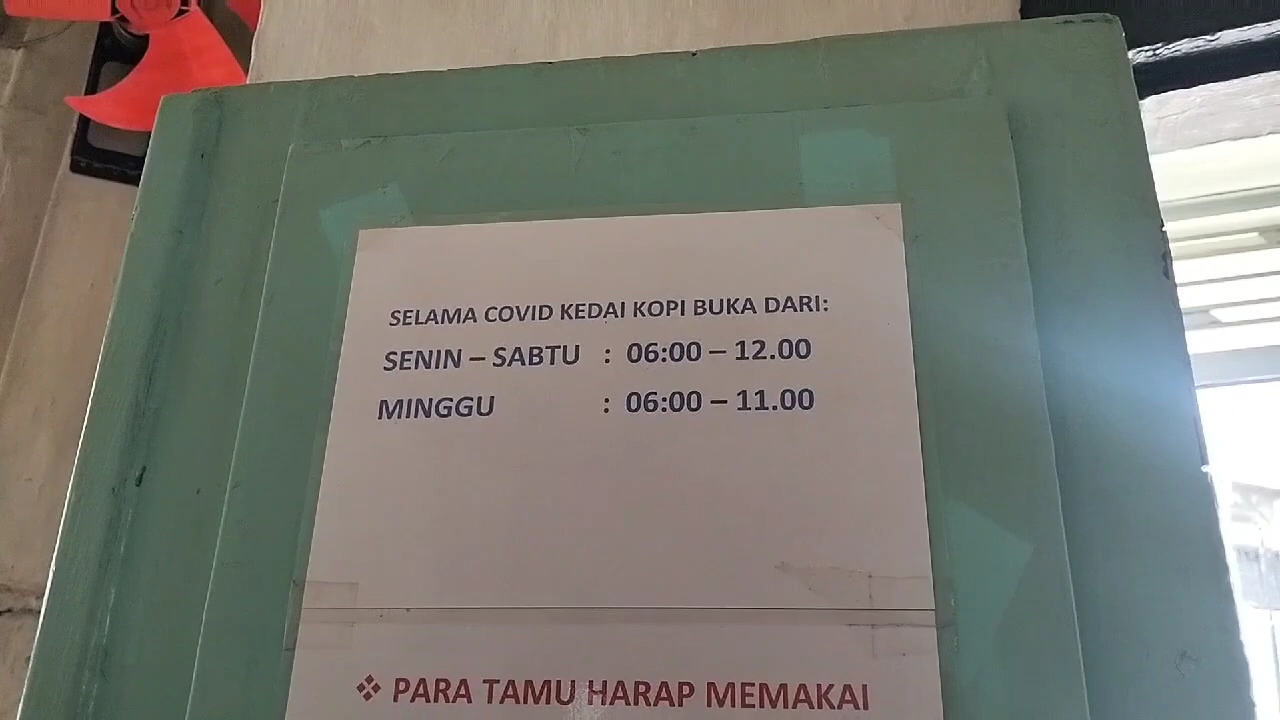 SELAMA COVID KEDAI KOPI BUKA DARI:
SENIN – SABTU : 06:00 – 12.00
MINGGU : 06:00 – 11.00
❖ PARA TAMU HARAP MEMAKAI